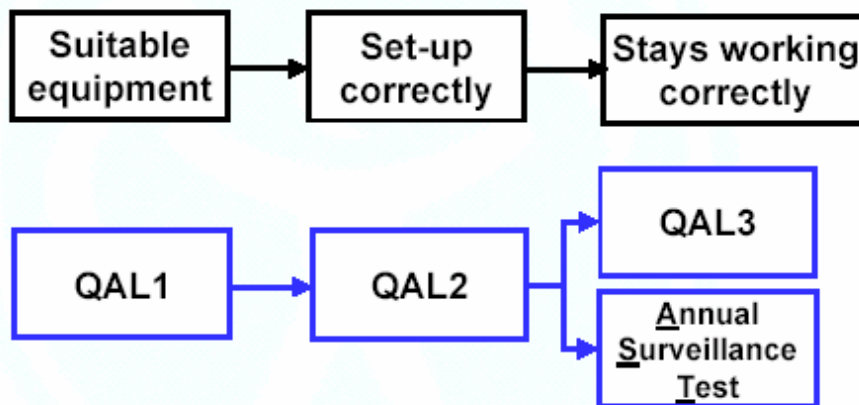 Suitable
equipment
Set-up
correctly
Stays working
correctly
QAL1
QAL2
QAL3
Annual
Surveillance
Test